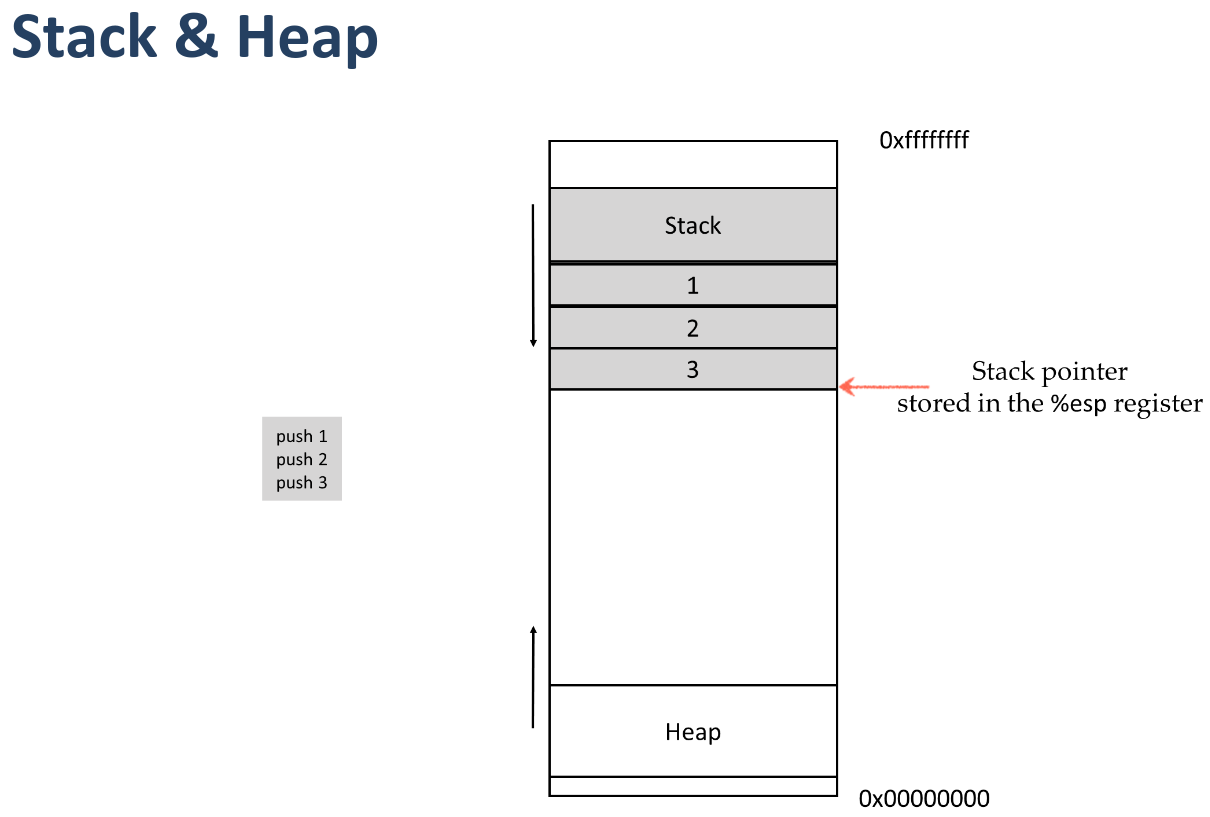 Stack & Heap
0xffffffff
Stack
1
2
3
Stack pointer
stored in the %esp register
push 1
push 2
push 3
Heap
0x00000000